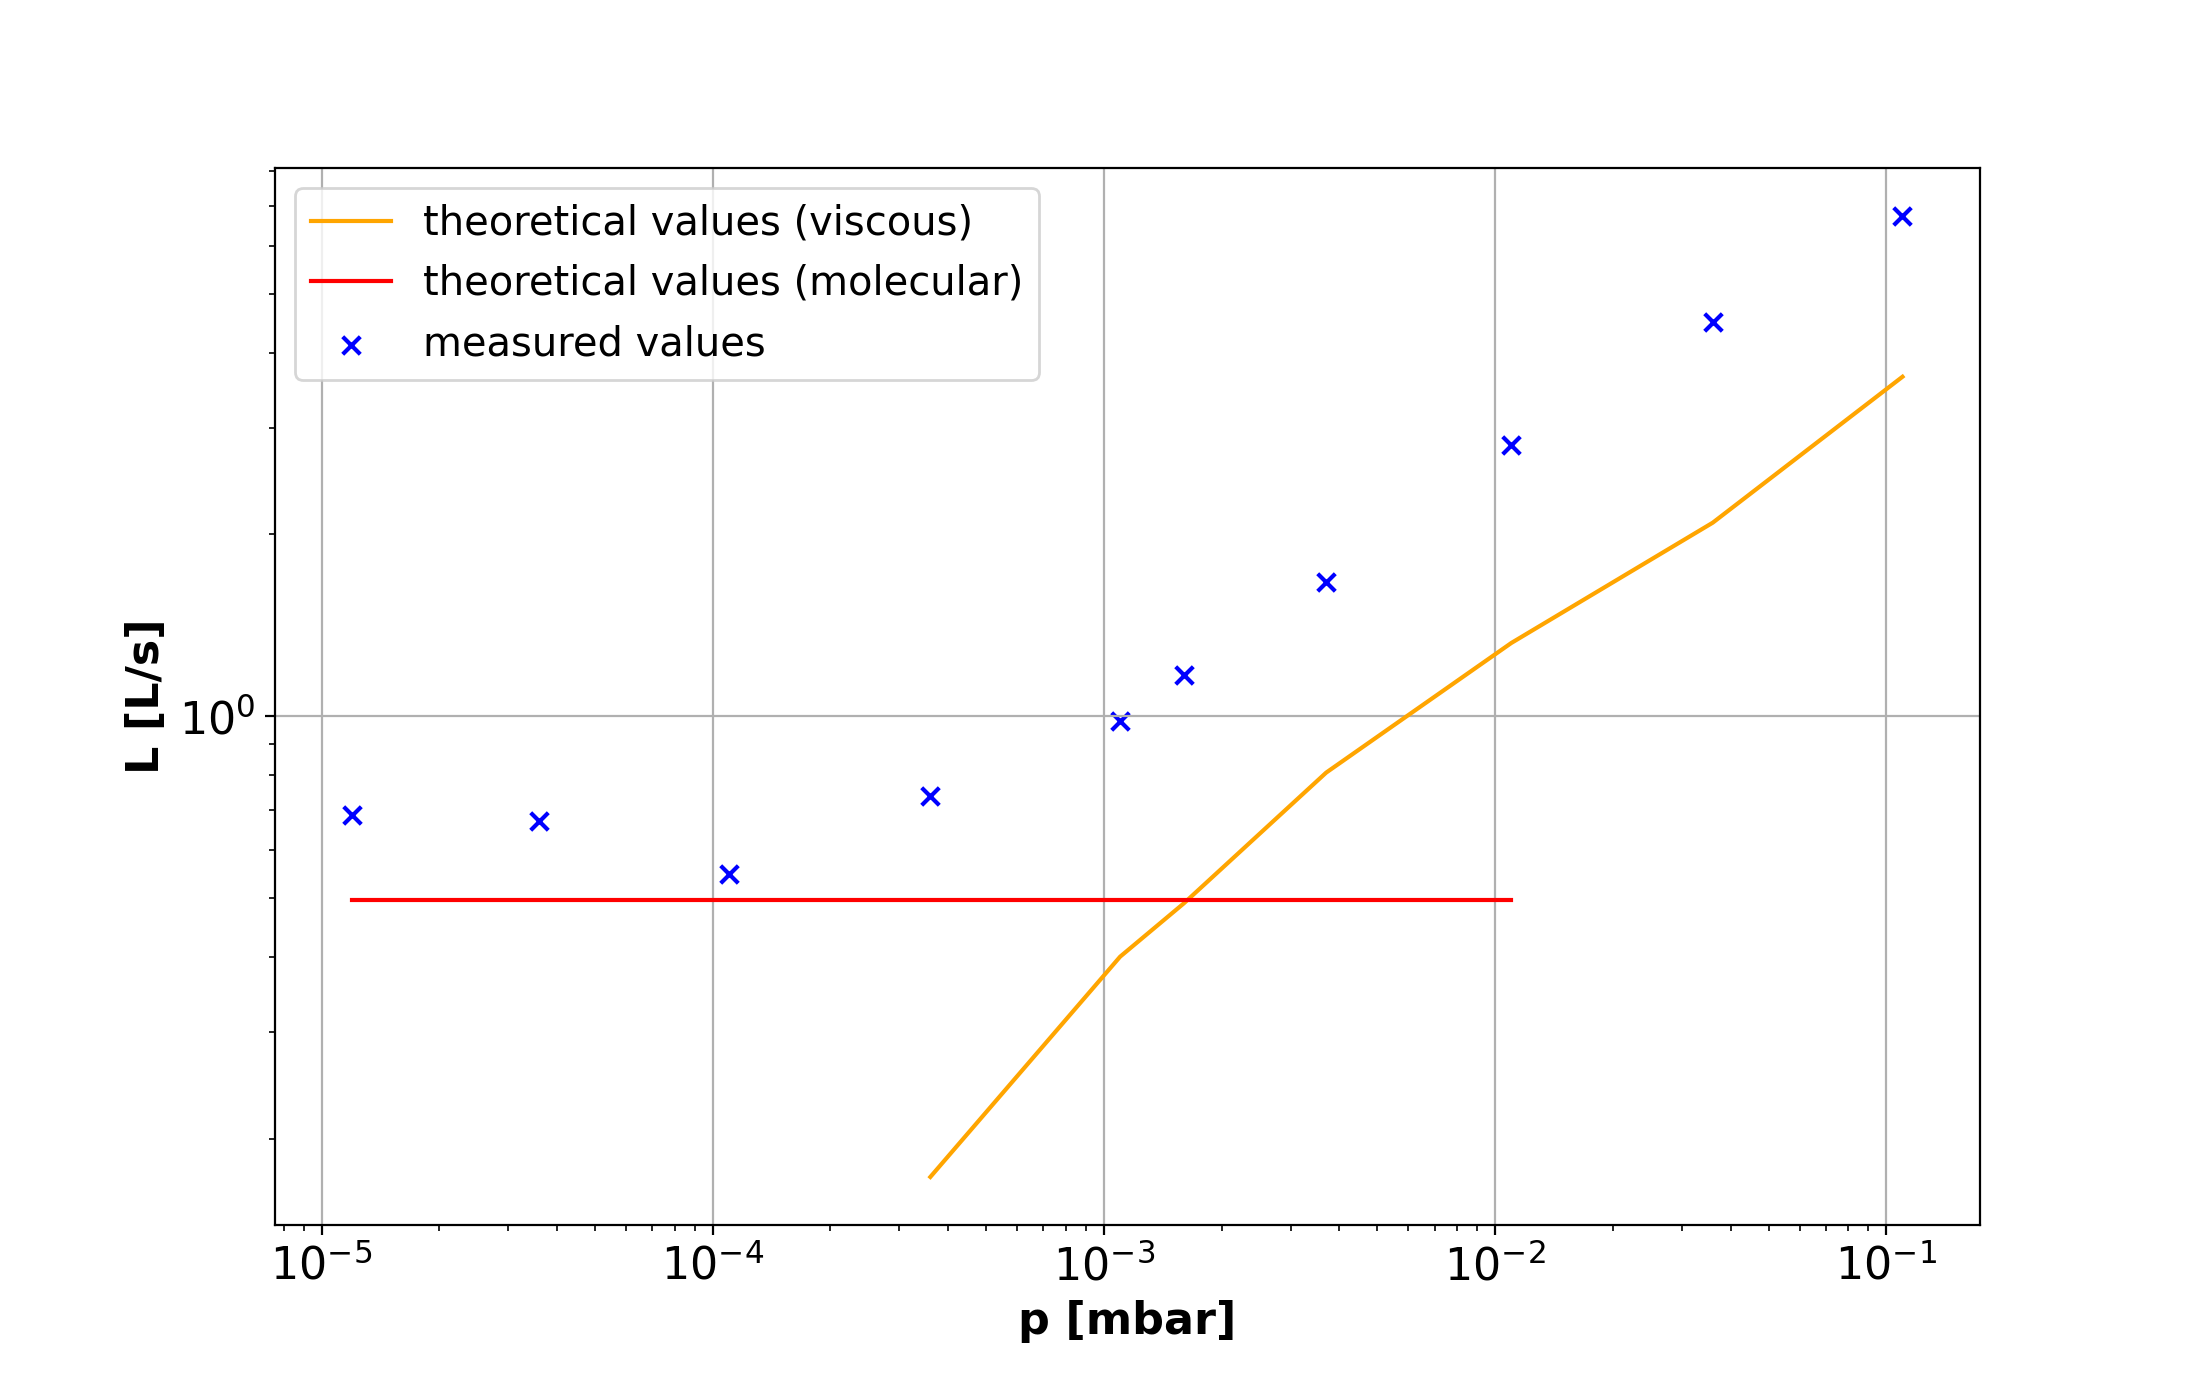 theoretical values (viscous)
theoretical values (molecular)
measured values
L [L/s]
10⁰
10⁻⁵ 10⁻⁴ 10⁻³ 10⁻² 10⁻¹
p [mbar]